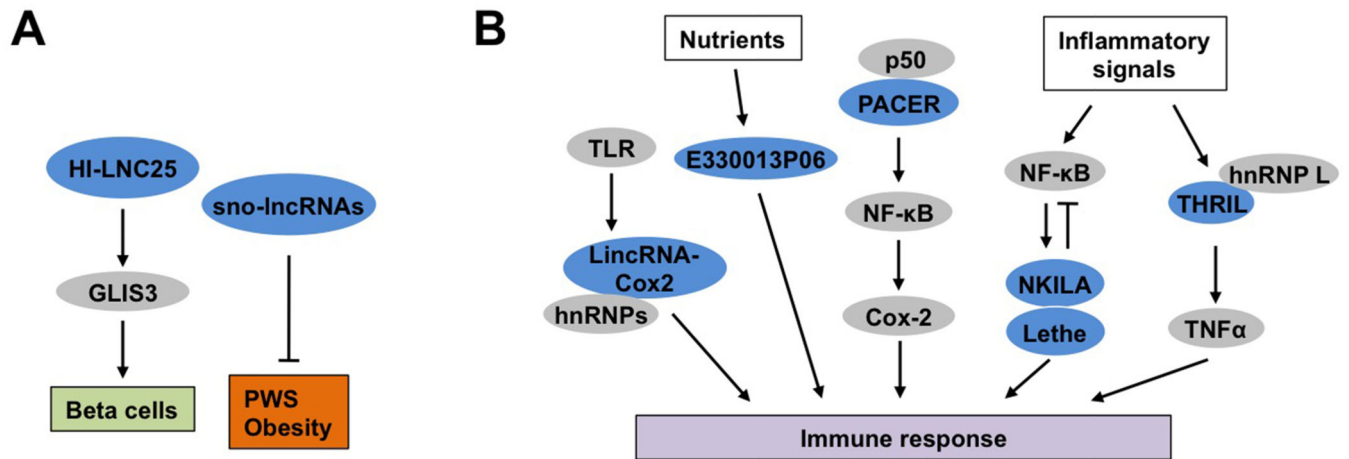 A
HI-LNC25
sno-lncRNAs
GLIS3
Beta cells
PWS
Obesity
B
Nutrients
Inflammatory
signals
p50
PACER
TLR
E330013P06
NF-κB
hnRNP L
THRIL
NF-κB
LincRNA-
Cox2
hnRNPs
NKILA
Cox-2
Lethe
TNFα
Immune response